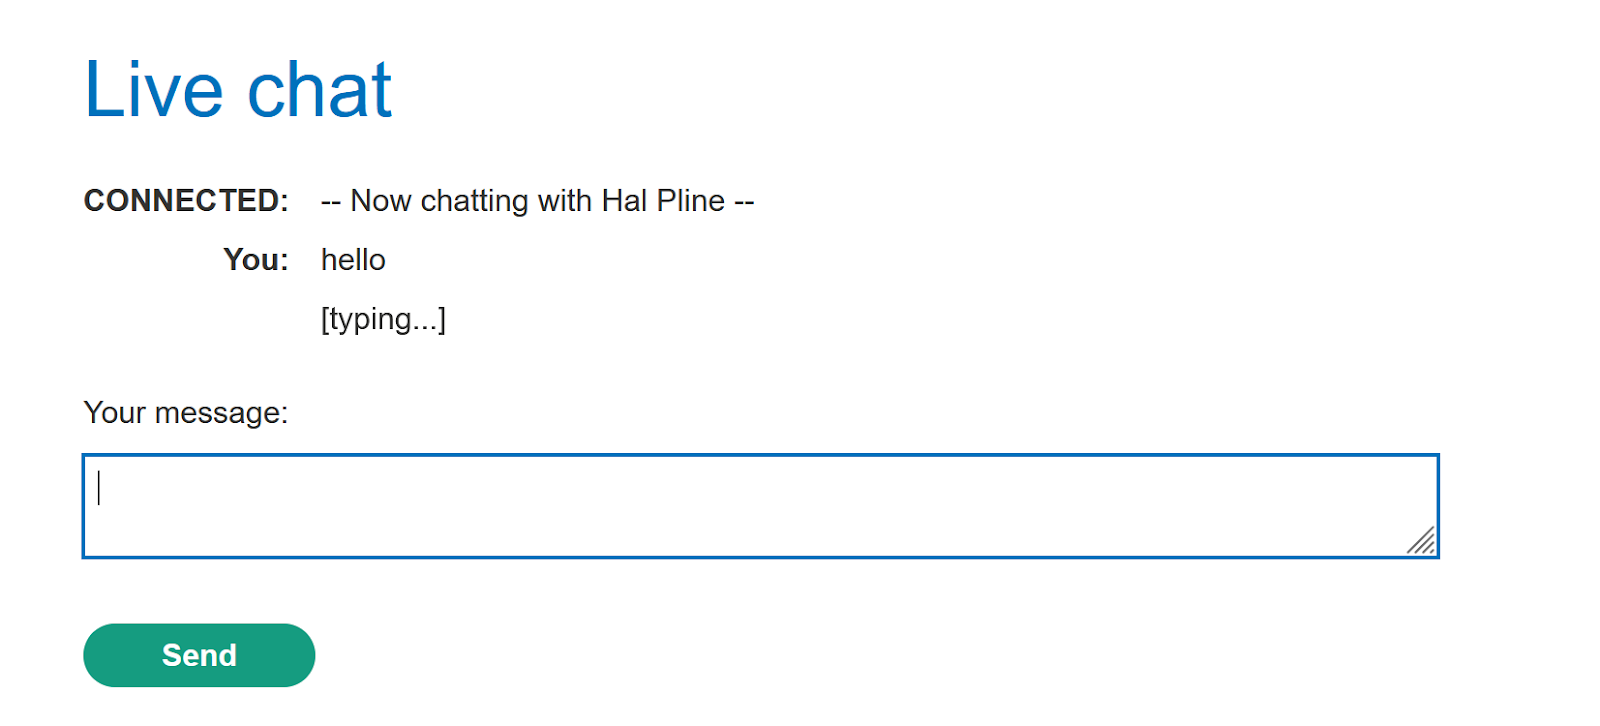 Live chat
CONNECTED: -- Now chatting with Hal Pline --
You: hello
[typing...]
Your message:
Send